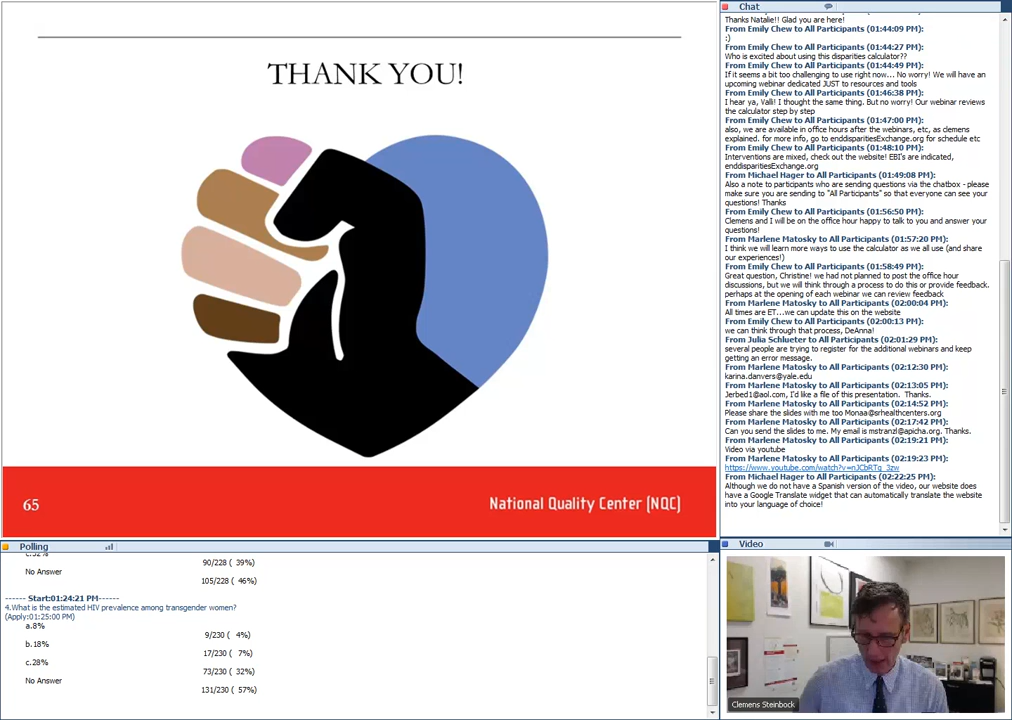 THANK YOU!
65
National Quality Center (NQC)
Chat
Thanks Natalie!! Glad you are here!
From Emily Chew to All Participants (01:44:09 PM):
:)
From Emily Chew to All Participants (01:44:27 PM):
Who is excited about using this disparities calculator??
From Emily Chew to All Participants (01:44:49 PM):
If it seems a bit too challenging to use right now... No worry! We will have an
upcoming webinar dedicated JUST to resources and tools
From Emily Chew to All Participants (01:46:38 PM):
I hear ya, Valli! I thought the same thing. But no worry! Our webinar reviews
the calculator step by step
From Emily Chew to All Participants (01:47:00 PM):
also, we are available in office hours after the webinars, etc, as clemens
explained. for more info, go to enddisparitiesExchange.org for schedule etc
From Emily Chew to All Participants (01:48:10 PM):
Interventions are mixed, check out the website! EBI's are indicated,
enddisparitiesExchange.org
From Michael Hager to All Participants (01:49:08 PM):
Also a note to participants who are sending questions via the chatbox - please
make sure you are sending to "All Participants" so that everyone can see your
questions! Thanks
From Emily Chew to All Participants (01:56:50 PM):
Clemens and I will be on the office hour happy to talk to you and answer your
questions!
From Marlene Matosky to All Participants (01:57:20 PM):
I think we will learn more ways to use the calculator as we all use (and share
our experiences!)
From Emily Chew to All Participants (01:58:49 PM):
Great question, Christine! we had not planned to post the office hour
discussions, but we will think through a process to do this or provide feedback.
perhaps at the opening of each webinar we can review feedback
From Marlene Matosky to All Participants (02:00:04 PM):
All times are ET...we can update this on the website
From Emily Chew to All Participants (02:00:13 PM):
we can think through that process, DeAnna!
From Julia Schlueter to All Participants (02:01:29 PM):
several people are trying to register for the additional webinars and keep
getting an error message.
From Marlene Matosky to All Participants (02:12:30 PM):
karina.danvers@yale.edu
From Marlene Matosky to All Participants (02:13:05 PM):
Jerbed1@aol.com, I'd like a file of this presentation. Thanks.
From Marlene Matosky to All Participants (02:14:52 PM):
Please share the slides with me too Monaa@srhealthcenters.org
From Marlene Matosky to All Participants (02:17:42 PM):
Can you send the slides to me. My email is mstranzl@apicha.org. Thanks.
From Marlene Matosky to All Participants (02:19:21 PM):
Video via youtube
From Marlene Matosky to All Participants (02:19:23 PM):
https://www.youtube.com/watch?v=nJCbRTq_3zw
From Michael Hager to All Participants (02:22:25 PM):
Although we do not have a Spanish version of the video, our website does
have a Google Translate widget that can automatically translate the website
into your language of choice!
Polling
c.32%
90/228 ( 39%)
No Answer
105/228 ( 46%)
------ Start:01:24:21 PM------
4.What is the estimated HIV prevalence among transgender women?
(Apply:01:25:00 PM)
a.8%
9/230 ( 4%)
b.18%
17/230 ( 7%)
c.28%
73/230 ( 32%)
No Answer
131/230 ( 57%)
Video
Clemens Steinbock